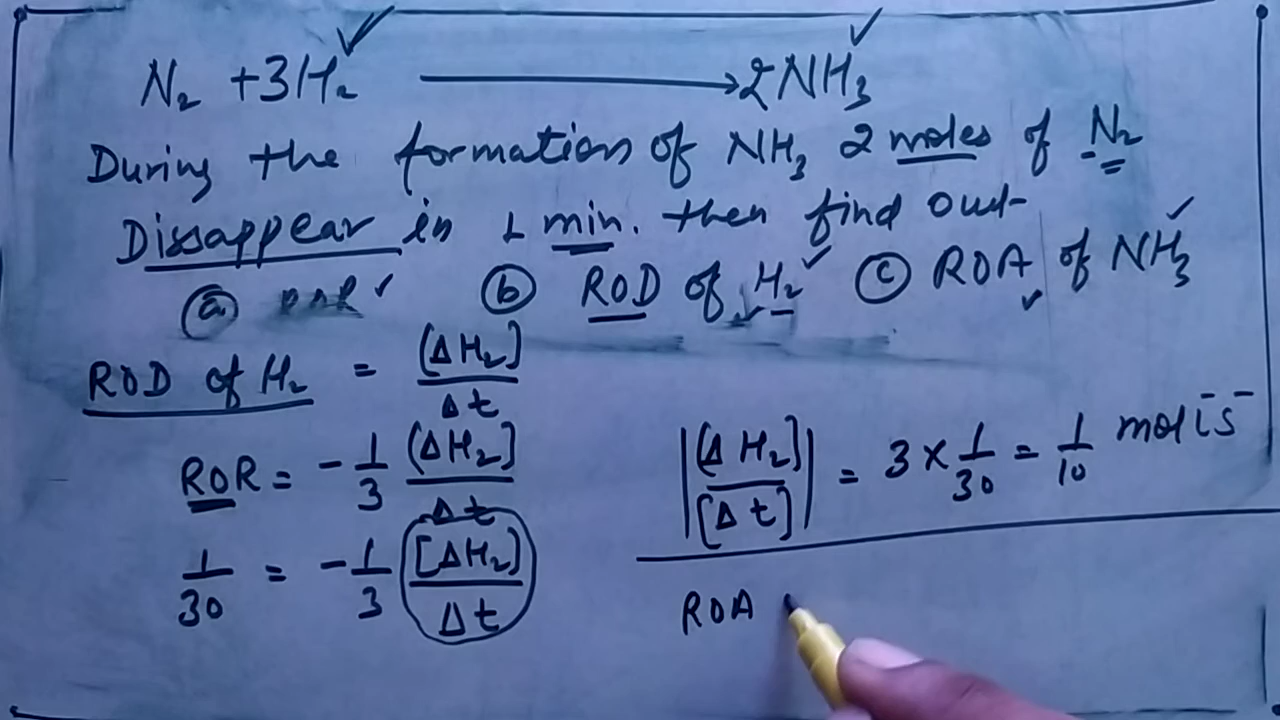 N₂ + 3H₂ ⟶ 2NH₃
During the formation of NH₃ 2 moles of N₂
Dissappear in 1 min. then find out
(a) ROR (b) ROD of H₂ (c) ROA of NH₃
ROD of H₂ = [ΔH₂]/Δt
ROR = -1/3 [ΔH₂]/Δt
1/30 = -1/3 [ΔH₂]/Δt
|[ΔH₂]/[Δt]| = 3 × 1/30 = 1/10 mol L⁻ s⁻
ROA